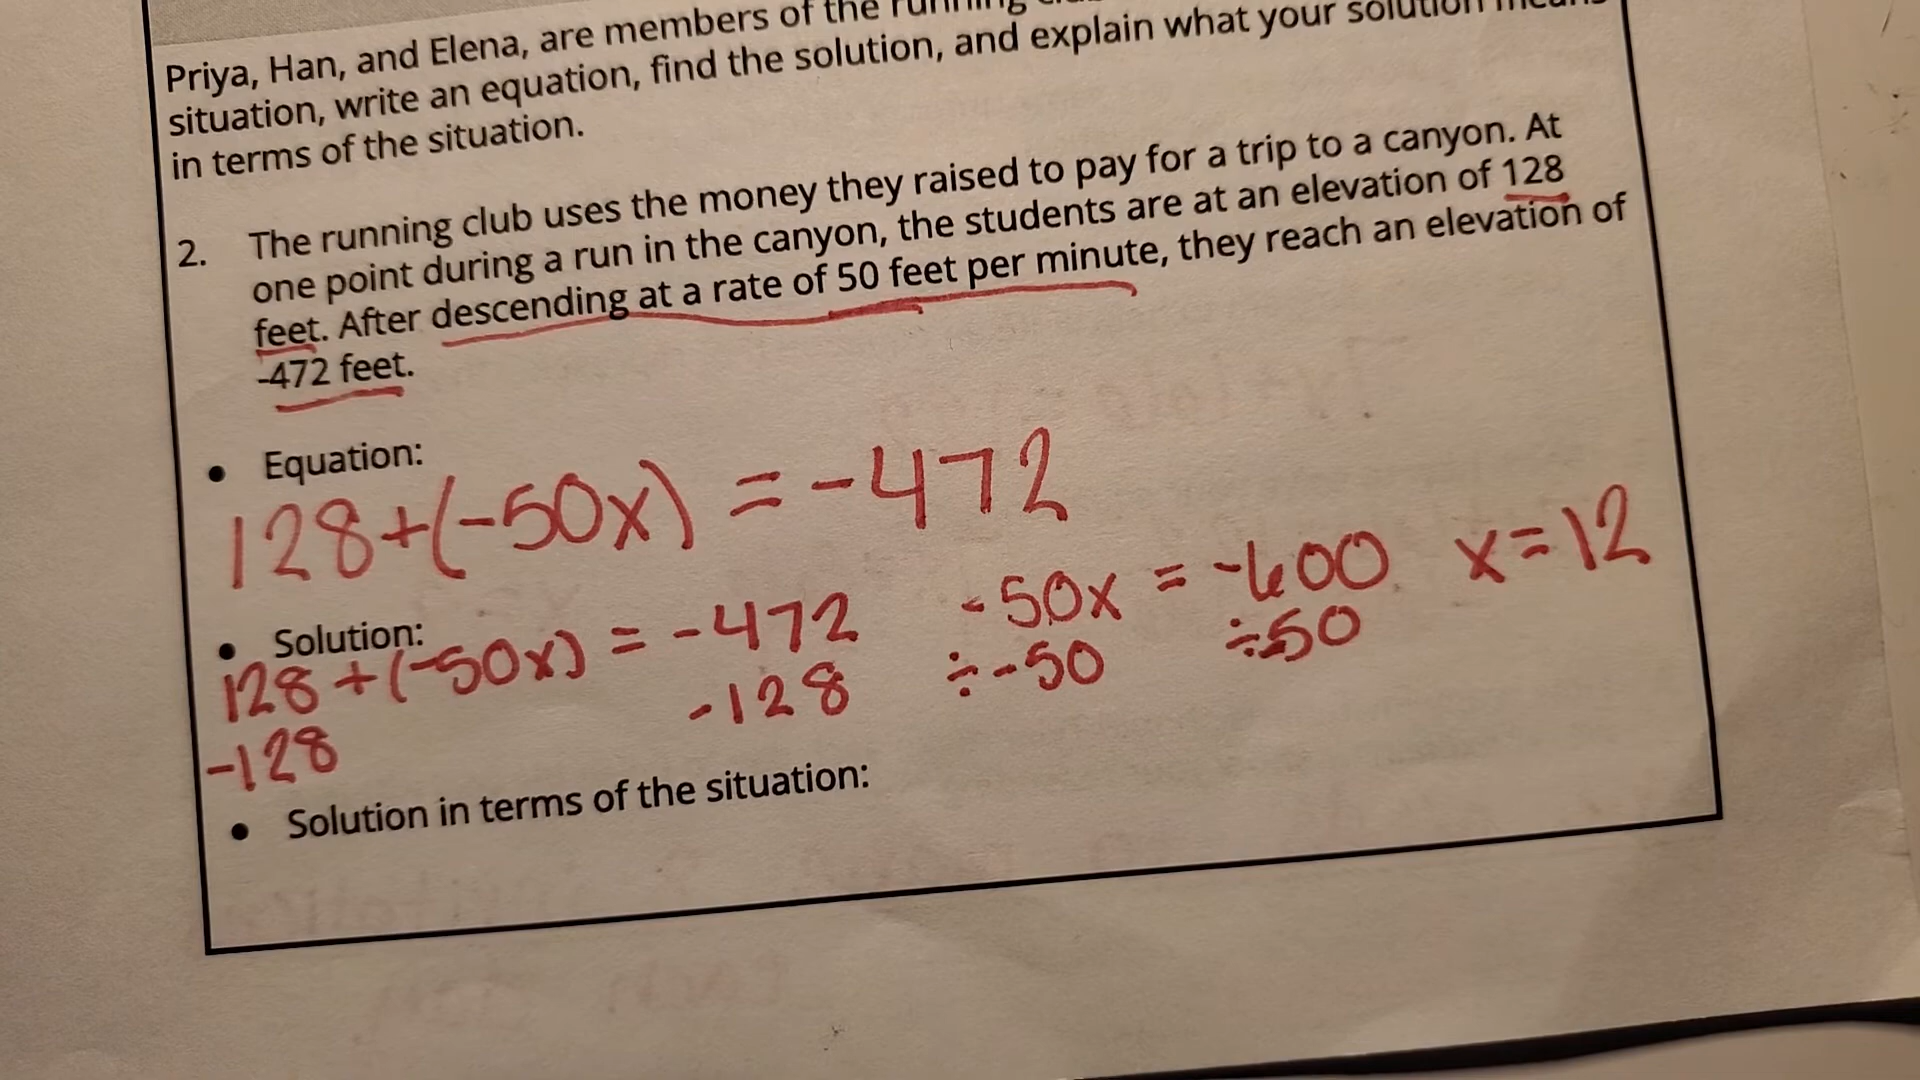 Priya, Han, and Elena, are members of the running
situation, write an equation, find the solution, and explain what your solution means
in terms of the situation.
2. The running club uses the money they raised to pay for a trip to a canyon. At
one point during a run in the canyon, the students are at an elevation of 128
feet. After descending at a rate of 50 feet per minute, they reach an elevation of
-472 feet.
• Equation:
128+(-50x) = -472
• Solution:
128+(-50x) = -472
-128 -128
-50x = -600
÷-50 ÷-50
x=12
• Solution in terms of the situation: